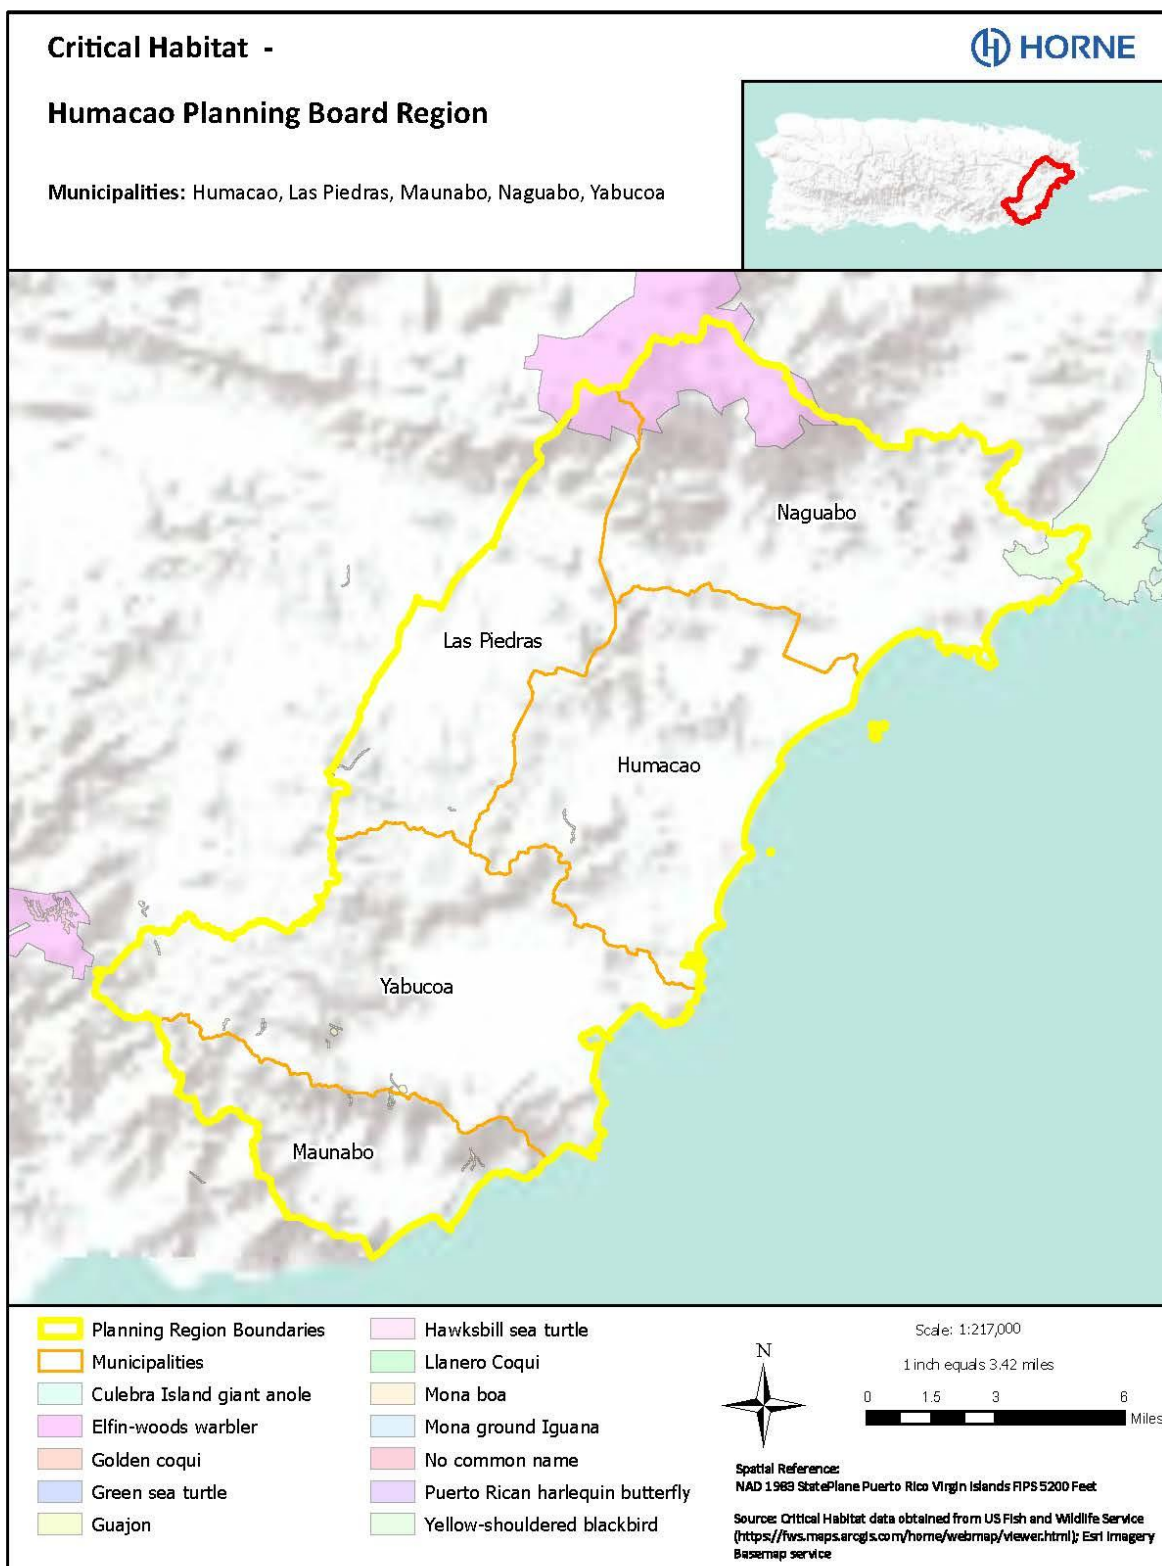 Critical Habitat -
HORNE
Humacao Planning Board Region
Municipalities: Humacao, Las Piedras, Maunabo, Naguabo, Yabucoa
Naguabo
Las Piedras
Humacao
Yabucoa
Maunabo
Planning Region Boundaries
Municipalities
Culebra Island giant anole
Elfin-woods warbler
Golden coqui
Green sea turtle
Guajon
Hawksbill sea turtle
Llanero Coqui
Mona boa
Mona ground Iguana
No common name
Puerto Rican harlequin butterfly
Yellow-shouldered blackbird
N
Scale: 1:217,000
1 inch equals 3.42 miles
0 1.5 3 6
Miles
Spatial Reference:
NAD 1983 StatePlane Puerto Rico Virgin Islands FIPS 5200 Feet
Source: Critical Habitat data obtained from US Fish and Wildlife Service
(https://fws.maps.arcgis.com/home/webmap/viewer.html); Esri Imagery
Basemap service